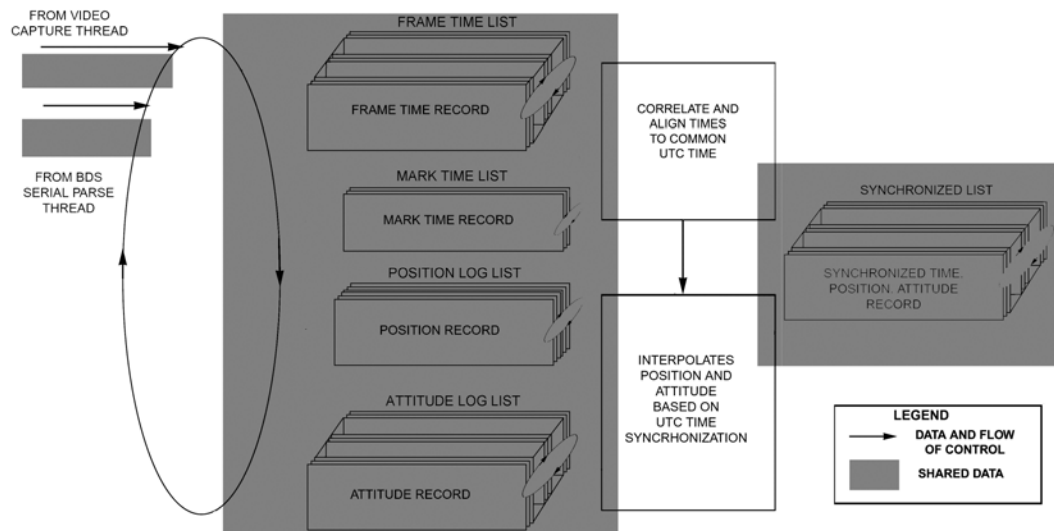 FROM VIDEO
CAPTURE THREAD
FROM BDS
SERIAL PARSE
THREAD
FRAME TIME LIST
FRAME TIME RECORD
MARK TIME LIST
MARK TIME RECORD
POSITION LOG LIST
POSITION RECORD
ATTITUDE LOG LIST
ATTITUDE RECORD
CORRELATE AND
ALIGN TIMES
TO COMMON
UTC TIME
INTERPOLATES
POSITION AND
ATTITUDE
BASED ON
UTC TIME
SYNCRHONIZATION
SYNCHRONIZED LIST
SYNCHRONIZED TIME.
POSITION. ATTITUDE
RECORD
LEGEND
DATA AND FLOW
OF CONTROL
SHARED DATA